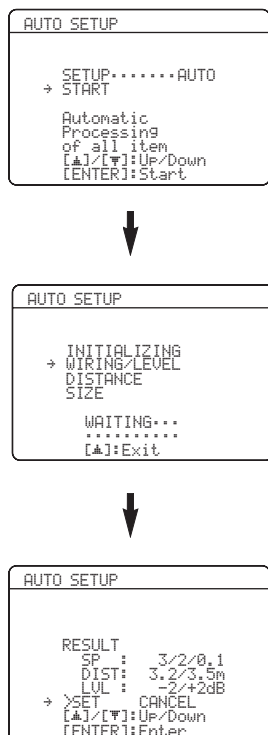 AUTO SETUP
SETUP·······AUTO
→ START
Automatic
Processing
of all item
[▲]/[▼]:Up/Down
[ENTER]:Start
AUTO SETUP
INITIALIZING
→ WIRING/LEVEL
DISTANCE
SIZE
WAITING···
··········
[▲]:Exit
AUTO SETUP
RESULT
SP : 3/2/0.1
DIST: 3.2/3.5m
LVL : -2/+2dB
→ >SET CANCEL
[▲]/[▼]:Up/Down
[ENTER]:Enter